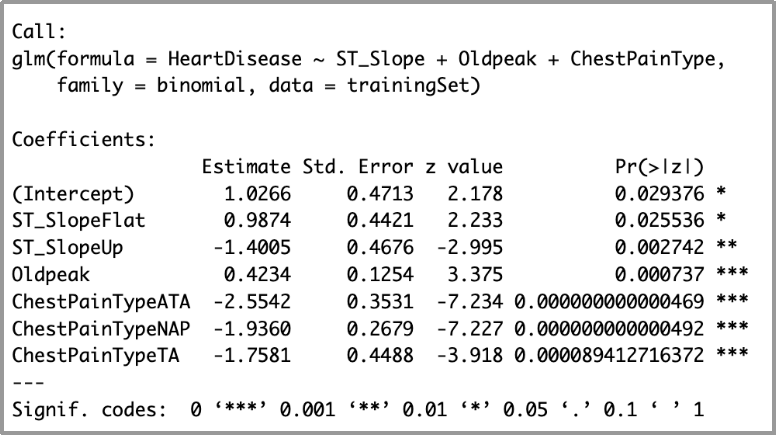 Call:
glm(formula = HeartDisease ~ ST_Slope + Oldpeak + ChestPainType,
    family = binomial, data = trainingSet)

Coefficients:
                 Estimate Std. Error z value          Pr(>|z|)
(Intercept)        1.0266     0.4713   2.178          0.029376 *
ST_SlopeFlat       0.9874     0.4421   2.233          0.025536 *
ST_SlopeUp        -1.4005     0.4676  -2.995          0.002742 **
Oldpeak            0.4234     0.1254   3.375          0.000737 ***
ChestPainTypeATA  -2.5542     0.3531  -7.234 0.000000000000469 ***
ChestPainTypeNAP  -1.9360     0.2679  -7.227 0.000000000000492 ***
ChestPainTypeTA   -1.7581     0.4488  -3.918 0.000089412716372 ***
---
Signif. codes:  0 ‘***’ 0.001 ‘**’ 0.01 ‘*’ 0.05 ‘.’ 0.1 ‘ ’ 1